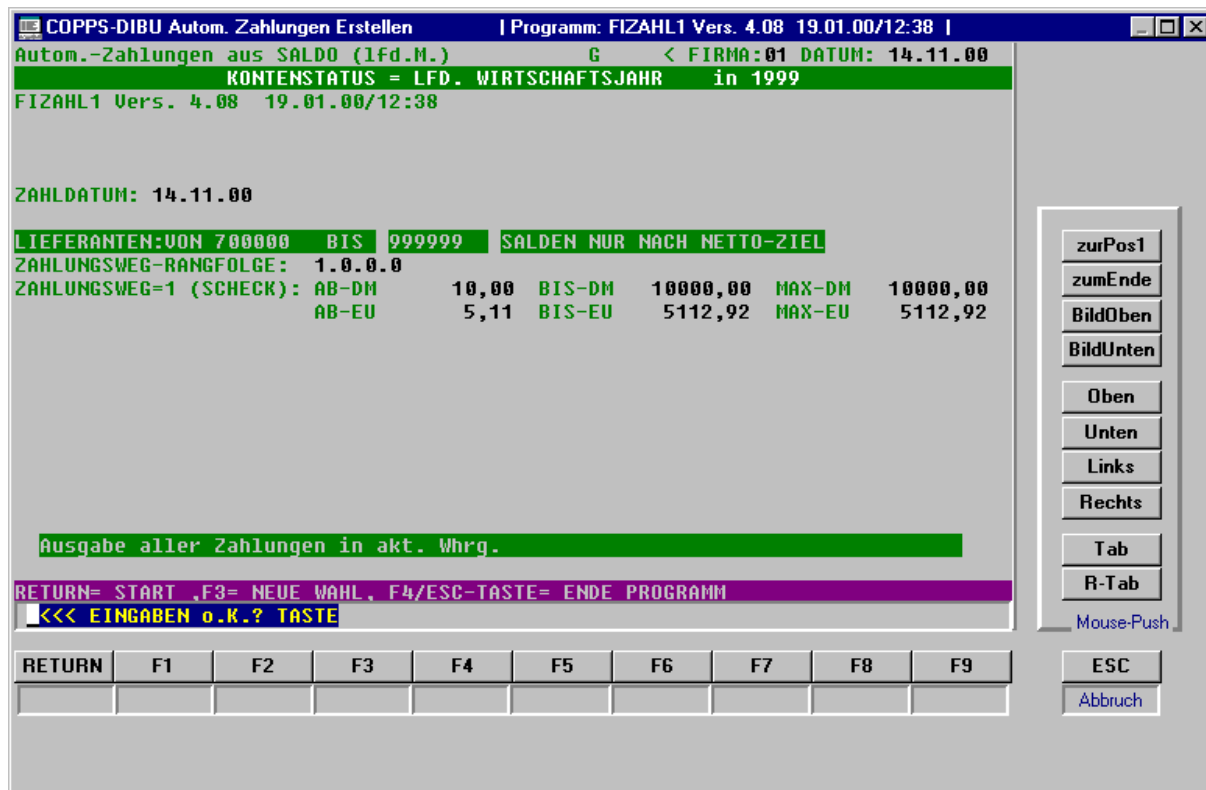 COPPS-DIBU Autom. Zahlungen Erstellen | Programm: FIZAHL1 Vers. 4.08 19.01.00/12:38 |
Autom.-Zahlungen aus SALDO (lfd.M.) G < FIRMA:01 DATUM: 14.11.00
KONTENSTATUS = LFD. WIRTSCHAFTSJAHR in 1999
FIZAHL1 Vers. 4.08 19.01.00/12:38
ZAHLDATUM: 14.11.00
LIEFERANTEN:VON 700000 BIS 999999 SALDEN NUR NACH NETTO-ZIEL
ZAHLUNGSWEG-RANGFOLGE: 1.0.0.0
ZAHLUNGSWEG=1 (SCHECK): AB-DM 10,00 BIS-DM 10000,00 MAX-DM 10000,00
AB-EU 5,11 BIS-EU 5112,92 MAX-EU 5112,92
Ausgabe aller Zahlungen in akt. Whrg.
RETURN= START ,F3= NEUE WAHL, F4/ESC-TASTE= ENDE PROGRAMM
<<< EINGABEN o.K.? TASTE
zurPos1
zumEnde
BildOben
BildUnten
Oben
Unten
Links
Rechts
Tab
R-Tab
Mouse-Push
RETURN F1 F2 F3 F4 F5 F6 F7 F8 F9 ESC
Abbruch